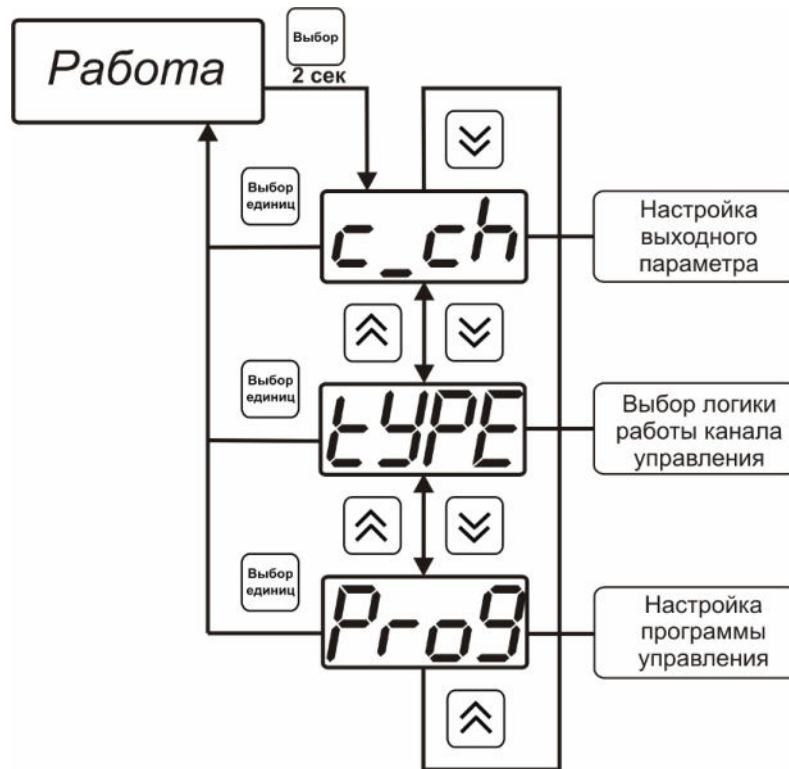 Выбор
Работа
2 сек
Выбор
единиц
c_ch
Настройка
выходного
параметра
Выбор
единиц
tYPE
Выбор логики
работы канала
управления
Выбор
единиц
Prog
Настройка
программы
управления